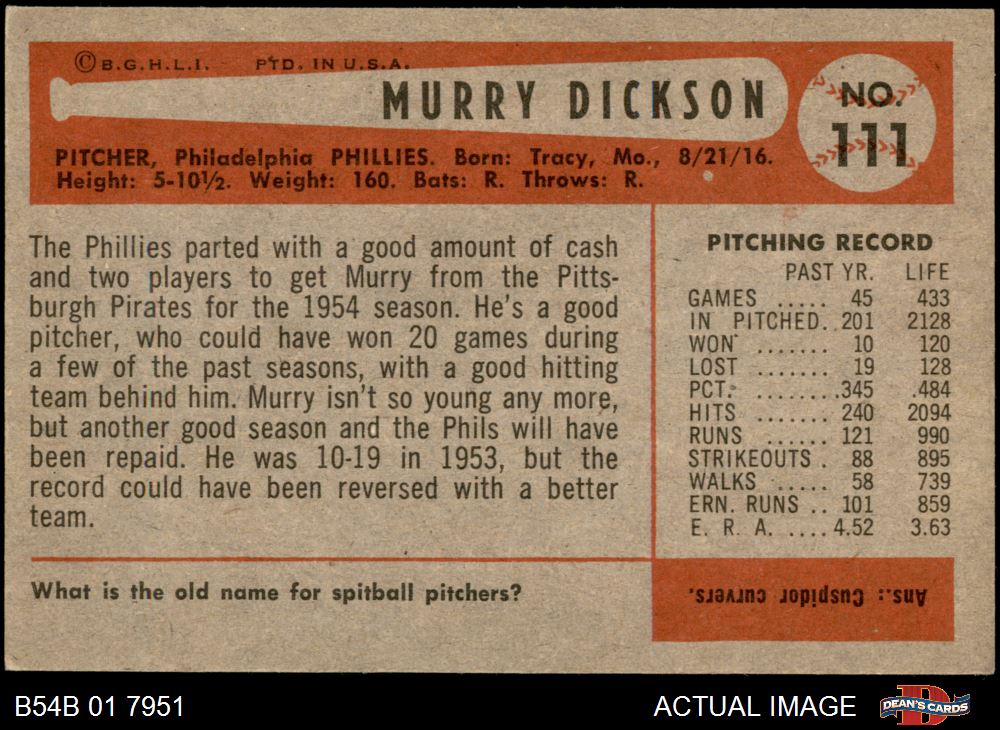 © B.G.H.L.I. PTD. IN U.S.A.
MURRY DICKSON
NO.
111
PITCHER, Philadelphia PHILLIES. Born: Tracy, Mo., 8/21/16.
Height: 5-10½. Weight: 160. Bats: R. Throws: R.
The Phillies parted with a good amount of cash
and two players to get Murry from the Pitts-
burgh Pirates for the 1954 season. He's a good
pitcher, who could have won 20 games during
a few of the past seasons, with a good hitting
team behind him. Murry isn't so young any more,
but another good season and the Phils will have
been repaid. He was 10-19 in 1953, but the
record could have been reversed with a better
team.
PITCHING RECORD
PAST YR. LIFE
GAMES ..... 45 433
IN PITCHED. .201 2128
WON ....... 10 120
LOST ....... 19 128
PCT. ........ .345 .484
HITS ....... 240 2094
RUNS ...... 121 990
STRIKEOUTS . 88 895
WALKS ..... 58 739
ERN. RUNS .. 101 859
E. R. A. .... 4.52 3.63
What is the old name for spitball pitchers?
Ans.: Cuspidor curvers.
B54B 01 7951
ACTUAL IMAGE
D
DEAN'S CARDS